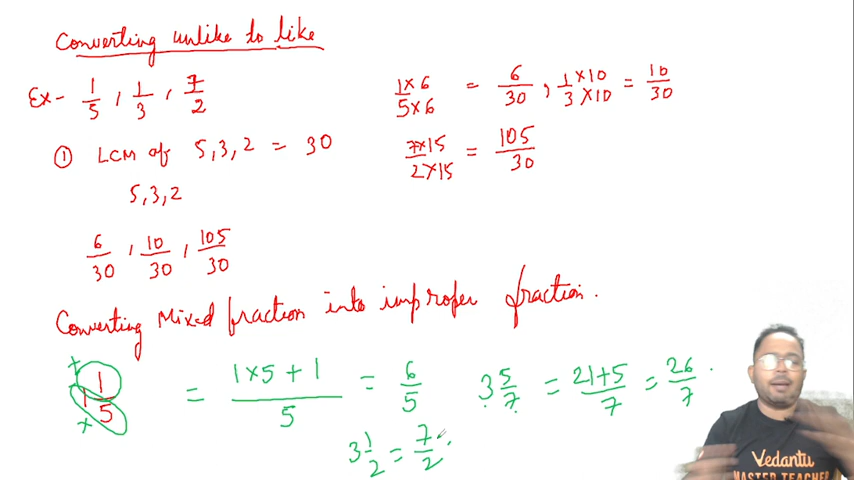 Converting unlike to like
Ex- 1/5, 1/3, 7/2
1×6/5×6 = 6/30, 1×10/3×10 = 10/30
① LCM of 5,3,2 = 30
7×15/2×15 = 105/30
5,3,2
6/30, 10/30, 105/30
Converting Mixed fraction into improper fraction.
1 1/5 = 1×5+1/5 = 6/5
3 5/7 = 21+5/7 = 26/7.
3 1/2 = 7/2.
Vedantu
MASTER TEACHER